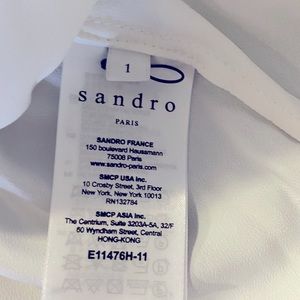 1
sandro
PARIS
SANDRO FRANCE
150 boulevard Haussmann
75008 Paris
www.sandro-paris.com
SMCP USA Inc.
10 Crosby Street, 3rd Floor
New York, New York 10013
RN132784
SMCP ASIA Inc.
The Centrium, Suite 3203A-5A, 32/F
60 Wyndham Street, Central
HONG-KONG
E11476H-11